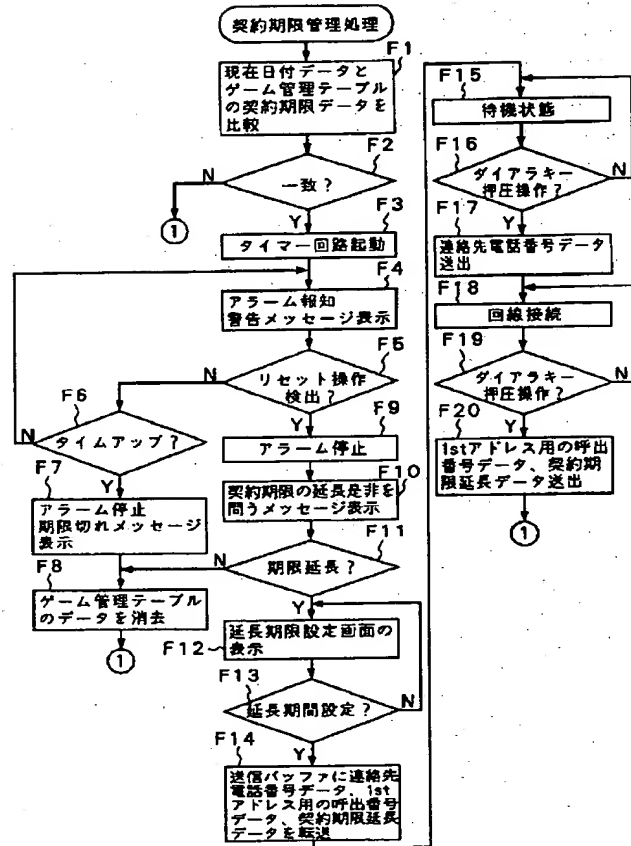 契約期限管理処理
F1
現在日付データと
ゲーム管理テーブル
の契約期限データを
比較
F2
一致?
N
Y
①
F3
タイマー回路起動
F4
アラーム報知
警告メッセージ表示
F5
リセット操作
検出?
N
Y
F6
タイムアップ?
N
Y
F7
アラーム停止
期限切れメッセージ
表示
F8
ゲーム管理テーブル
のデータを消去
①
F9
アラーム停止
F10
契約期限の延長是非を
問うメッセージ表示
F11
期限延長?
N
Y
F12
延長期限設定画面の
表示
F13
延長期間設定?
N
Y
F14
送信バッファに連絡先
電話番号データ、1st
アドレス用の呼出番号
データ、契約期限延長
データを転送
F15
待機状態
F16
ダイアラキー
押圧操作?
N
Y
F17
連絡先電話番号データ
送出
F18
回線接続
F19
ダイアラキー
押圧操作?
N
Y
F20
1stアドレス用の呼出
番号データ、契約期
限延長データ送出
①